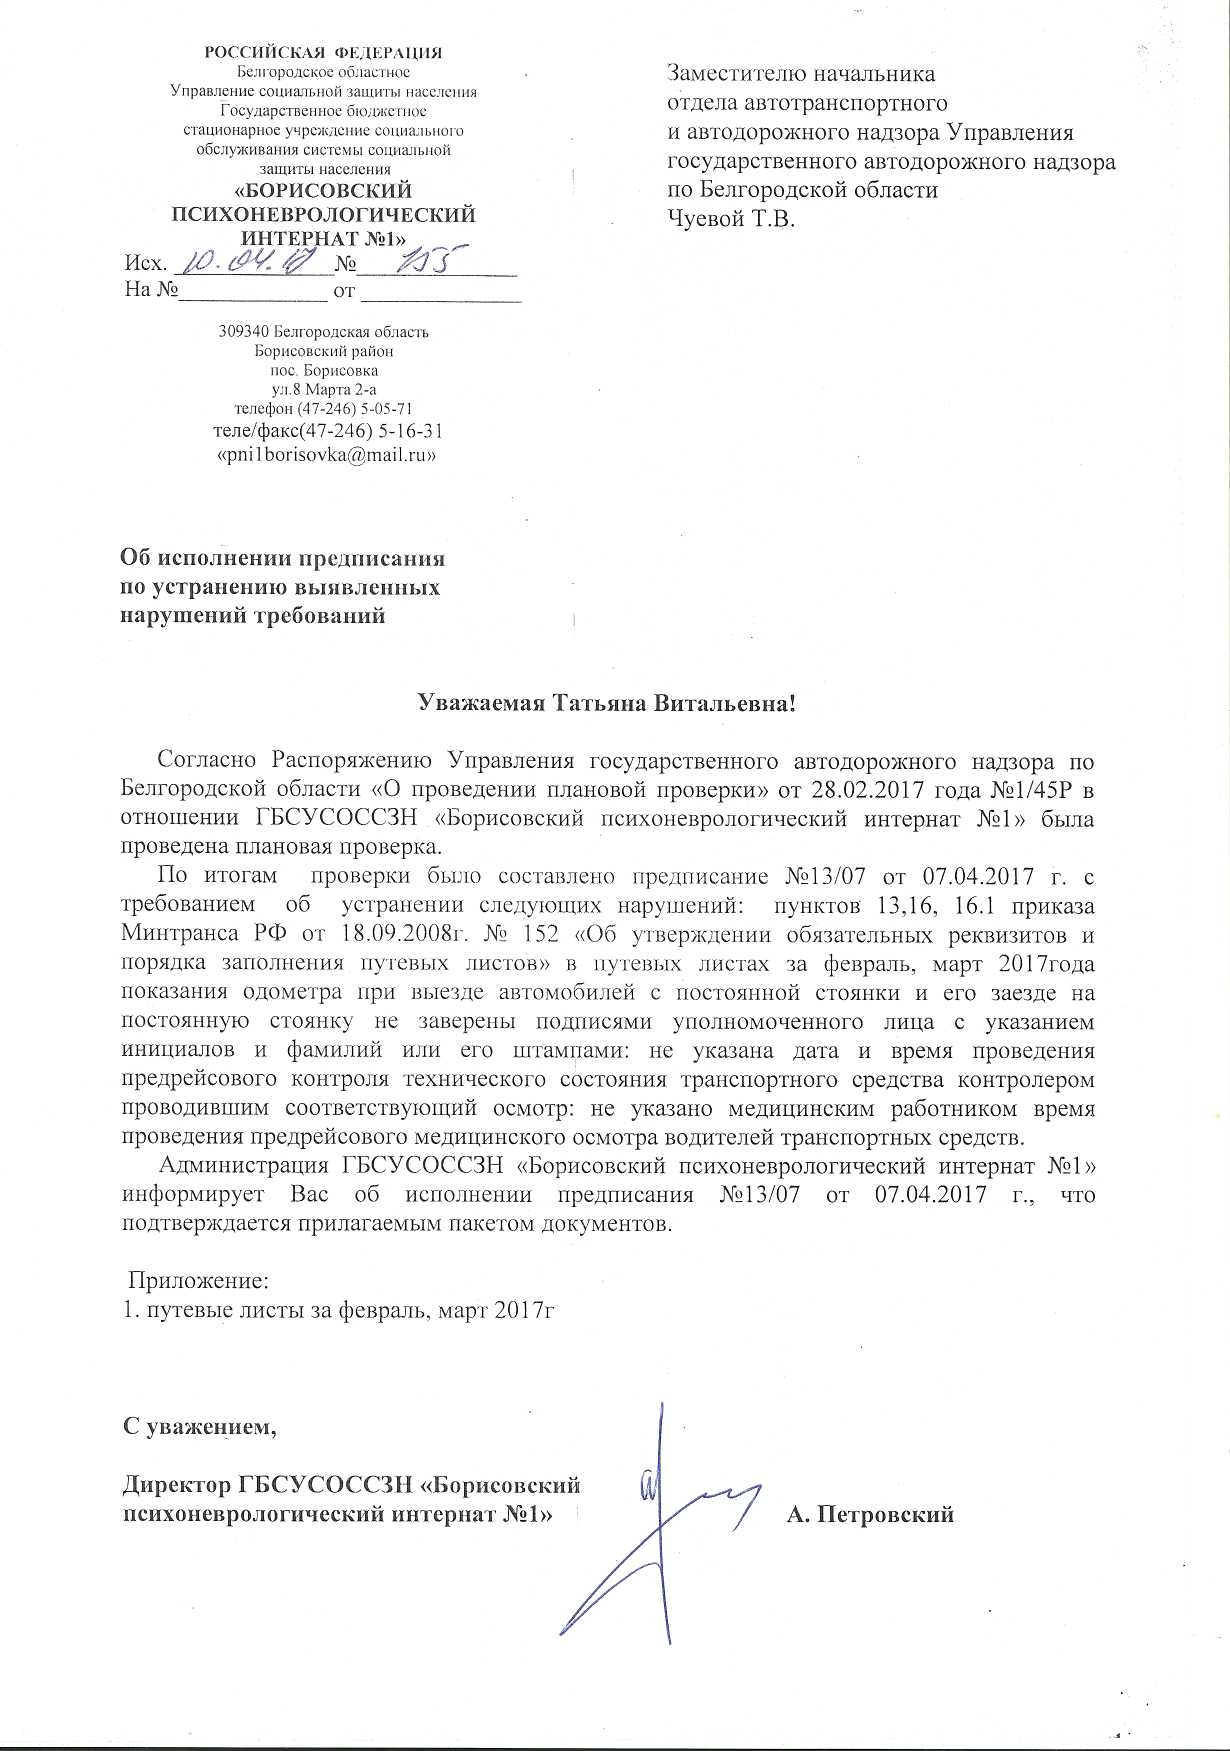 РОССИЙСКАЯ ФЕДЕРАЦИЯ
Белгородское областное
Управление социальной защиты населения
Государственное бюджетное
стационарное учреждение социального
обслуживания системы социальной
защиты населения
«БОРИСОВСКИЙ
ПСИХОНЕВРОЛОГИЧЕСКИЙ
ИНТЕРНАТ №1»
Исх. 10.04.17 № 155
На №____________ от ____________
309340 Белгородская область
Борисовский район
пос. Борисовка
ул.8 Марта 2-а
телефон (47-246) 5-05-71
теле/факс(47-246) 5-16-31
«pni1borisovka@mail.ru»
Заместителю начальника
отдела автотранспортного
и автодорожного надзора Управления
государственного автодорожного надзора
по Белгородской области
Чуевой Т.В.
Об исполнении предписания
по устранению выявленных
нарушений требований
Уважаемая Татьяна Витальевна!
Согласно Распоряжению Управления государственного автодорожного надзора по
Белгородской области «О проведении плановой проверки» от 28.02.2017 года №1/45Р в
отношении ГБСУСОССЗН «Борисовский психоневрологический интернат №1» была
проведена плановая проверка.
По итогам проверки было составлено предписание №13/07 от 07.04.2017 г. с
требованием об устранении следующих нарушений: пунктов 13,16, 16.1 приказа
Минтранса РФ от 18.09.2008г. № 152 «Об утверждении обязательных реквизитов и
порядка заполнения путевых листов» в путевых листах за февраль, март 2017года
показания одометра при выезде автомобилей с постоянной стоянки и его заезде на
постоянную стоянку не заверены подписями уполномоченного лица с указанием
инициалов и фамилий или его штампами: не указана дата и время проведения
предрейсового контроля технического состояния транспортного средства контролером
проводившим соответствующий осмотр: не указано медицинским работником время
проведения предрейсового медицинского осмотра водителей транспортных средств.
Администрация ГБСУСОССЗН «Борисовский психоневрологический интернат №1»
информирует Вас об исполнении предписания №13/07 от 07.04.2017 г., что
подтверждается прилагаемым пакетом документов.
Приложение:
1. путевые листы за февраль, март 2017г
С уважением,
Директор ГБСУСОССЗН «Борисовский
психоневрологический интернат №1» А. Петровский